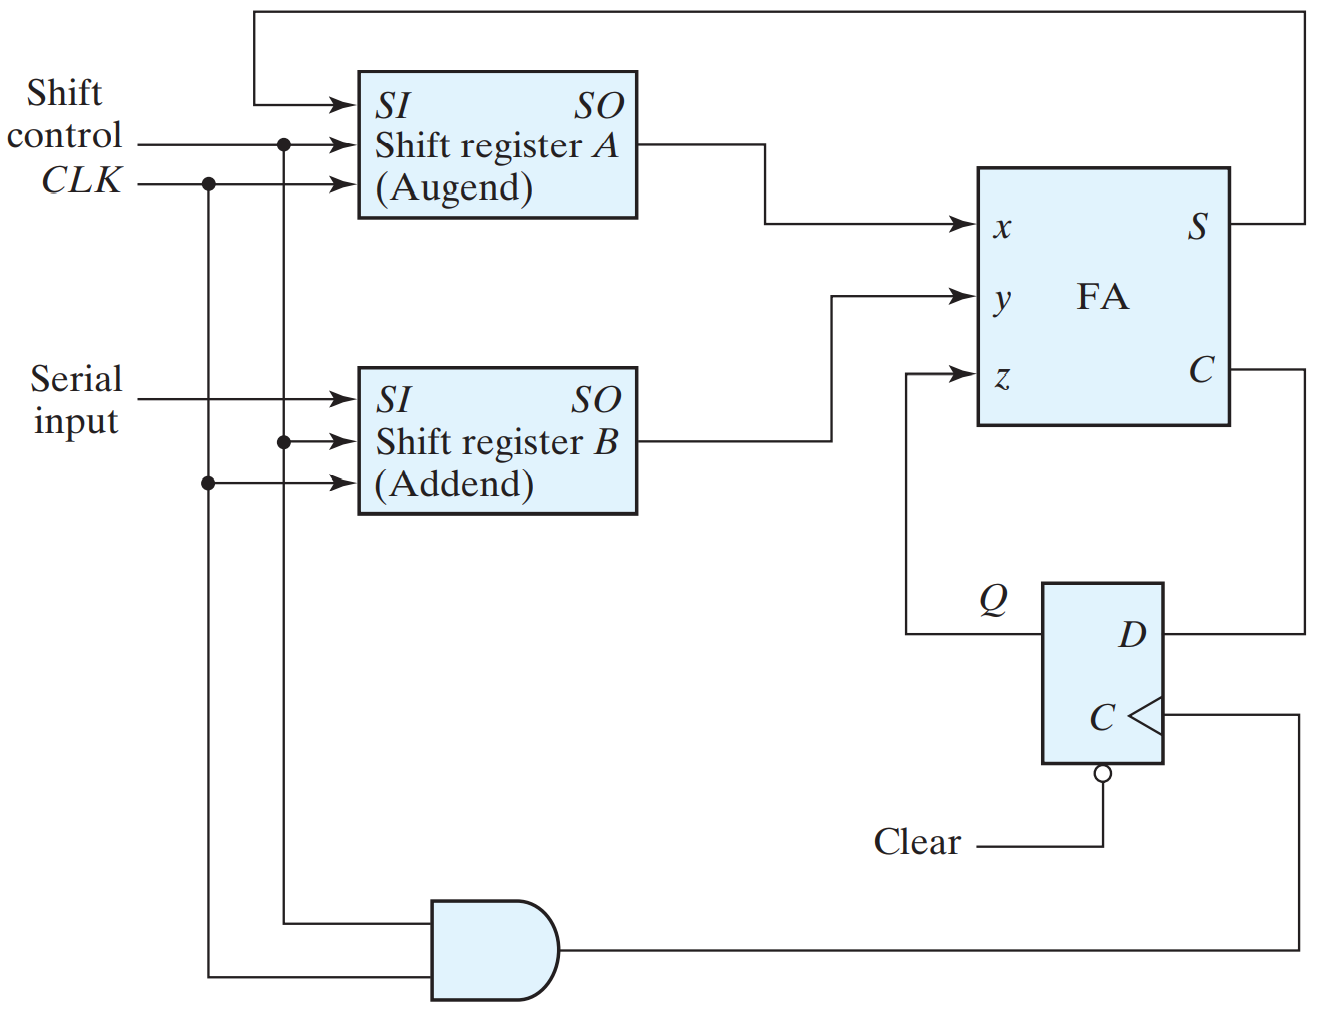 Shift
control
CLK
SI SO
Shift register A
(Augend)
x S
y FA
z C
Serial
input
SI SO
Shift register B
(Addend)
Q
D
C
Clear